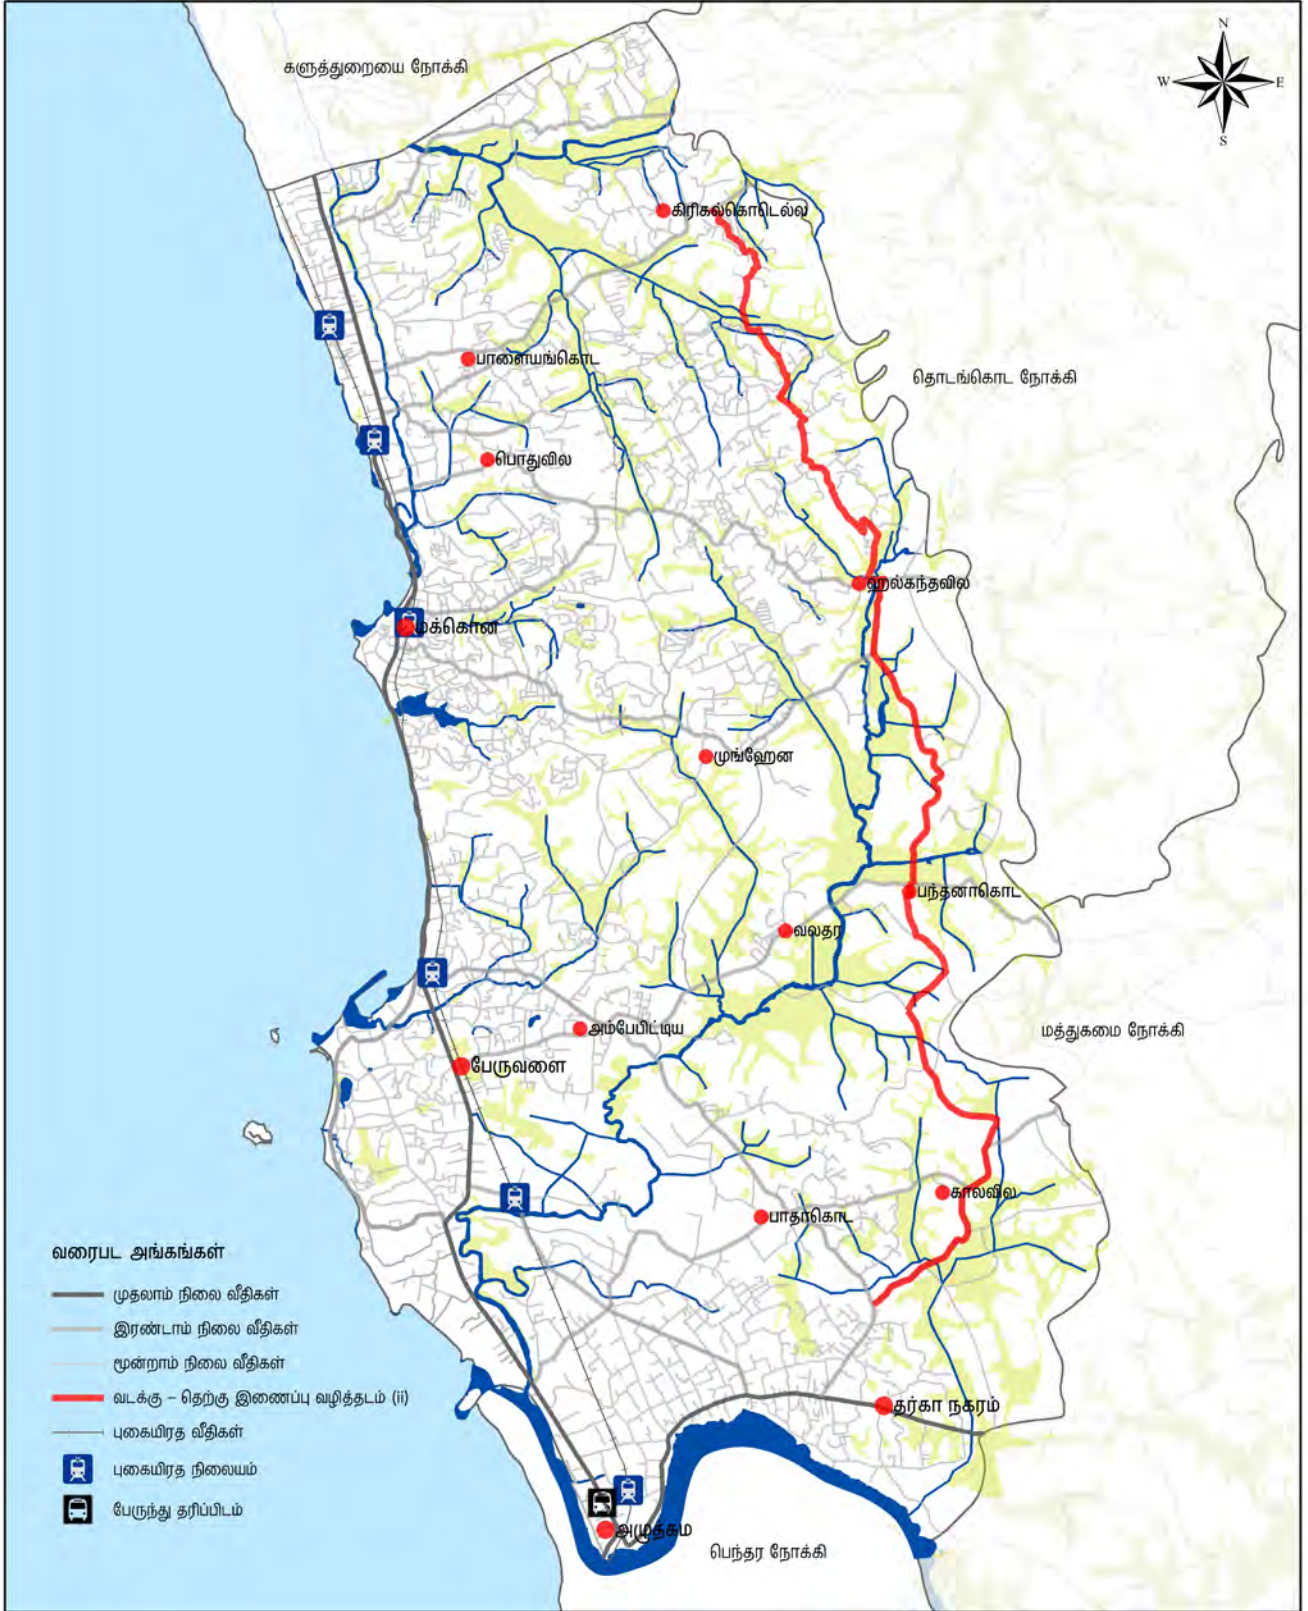 N
W
E
S
களுத்துறையை நோக்கி
கிரிகல்கொடெல்ல
பாளையங்கொட
தொடங்கொட நோக்கி
பொதுவில
ஹல்கந்தவில
மக்கொன
முங்ஹேன
பந்தனாகொட
வலதர
அம்பேபிட்டிய
மத்துகமை நோக்கி
பேருவளை
காலவில
பாதாகொட
வரைபட அங்கங்கள்
முதலாம் நிலை வீதிகள்
இரண்டாம் நிலை வீதிகள்
மூன்றாம் நிலை வீதிகள்
வடக்கு – தெற்கு இணைப்பு வழித்தடம் (ii)
புகையிரத வீதிகள்
புகையிரத நிலையம்
பேருந்து தரிப்பிடம்
தர்கா நகரம்
அழுத்கம
பெந்தர நோக்கி